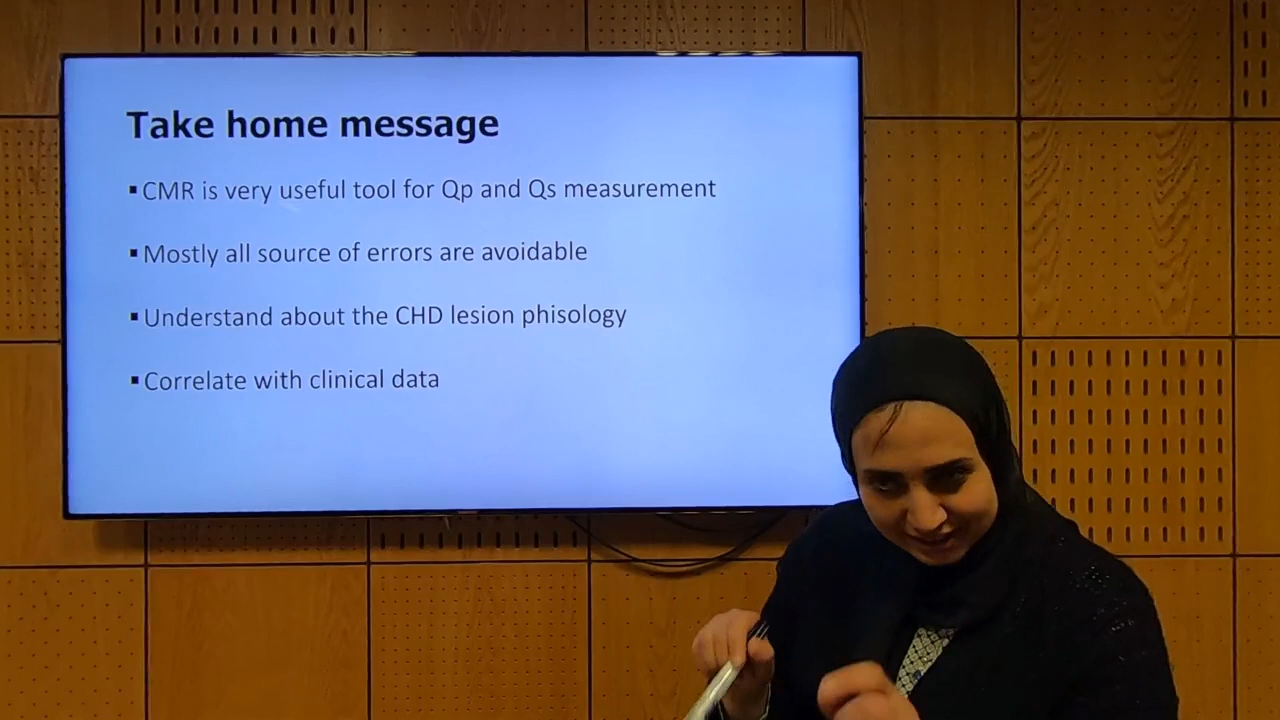 Take home message
▪CMR is very useful tool for Qp and Qs measurement
▪Mostly all source of errors are avoidable
▪Understand about the CHD lesion phisology
▪Correlate with clinical data